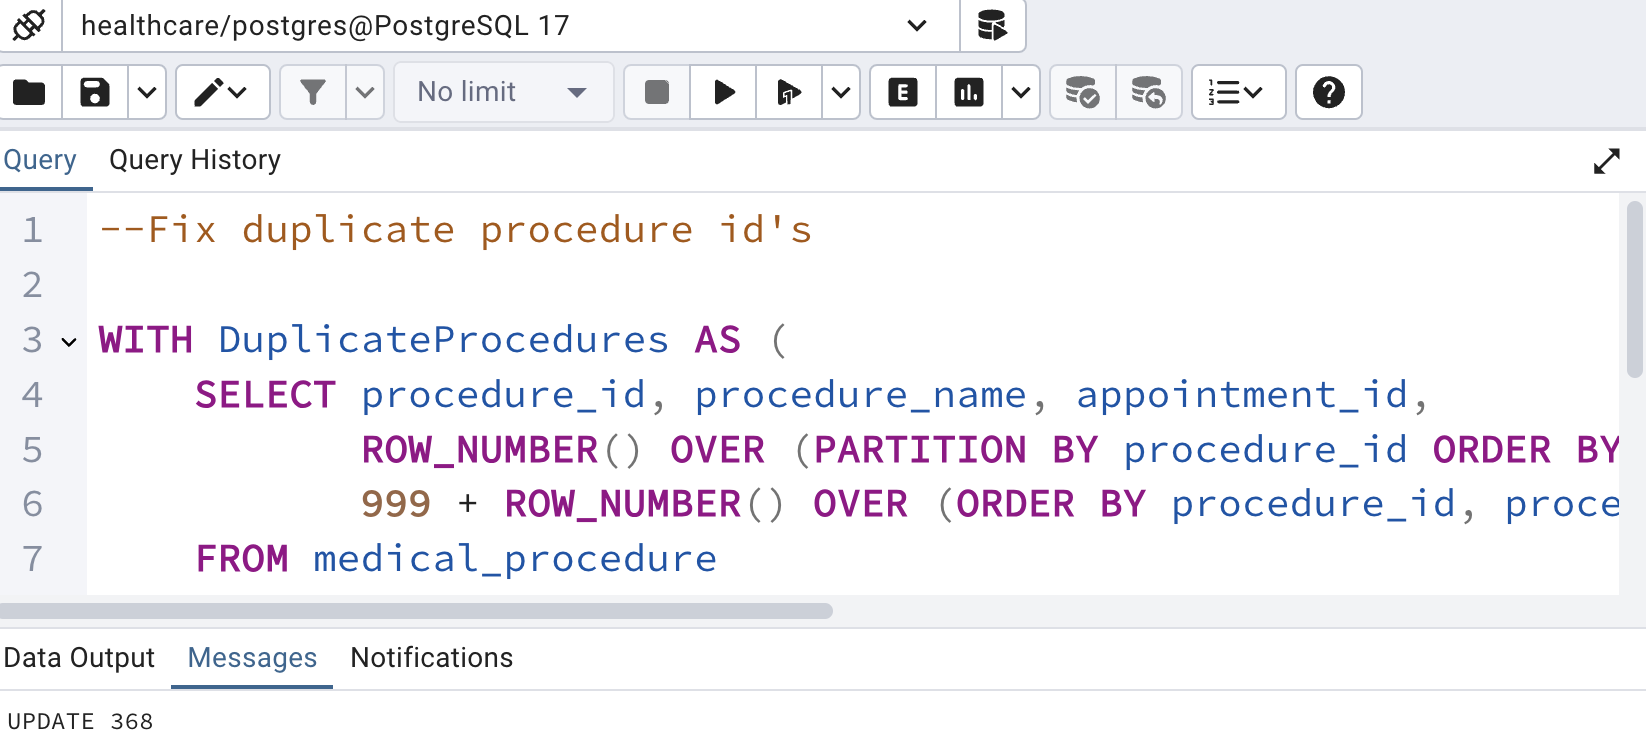 healthcare/postgres@PostgreSQL 17
No limit
Query Query History
1 --Fix duplicate procedure id's
2
3 WITH DuplicateProcedures AS (
4 SELECT procedure_id, procedure_name, appointment_id,
5 ROW_NUMBER() OVER (PARTITION BY procedure_id ORDER BY
6 999 + ROW_NUMBER() OVER (ORDER BY procedure_id, proce
7 FROM medical_procedure
Data Output Messages Notifications
UPDATE 368